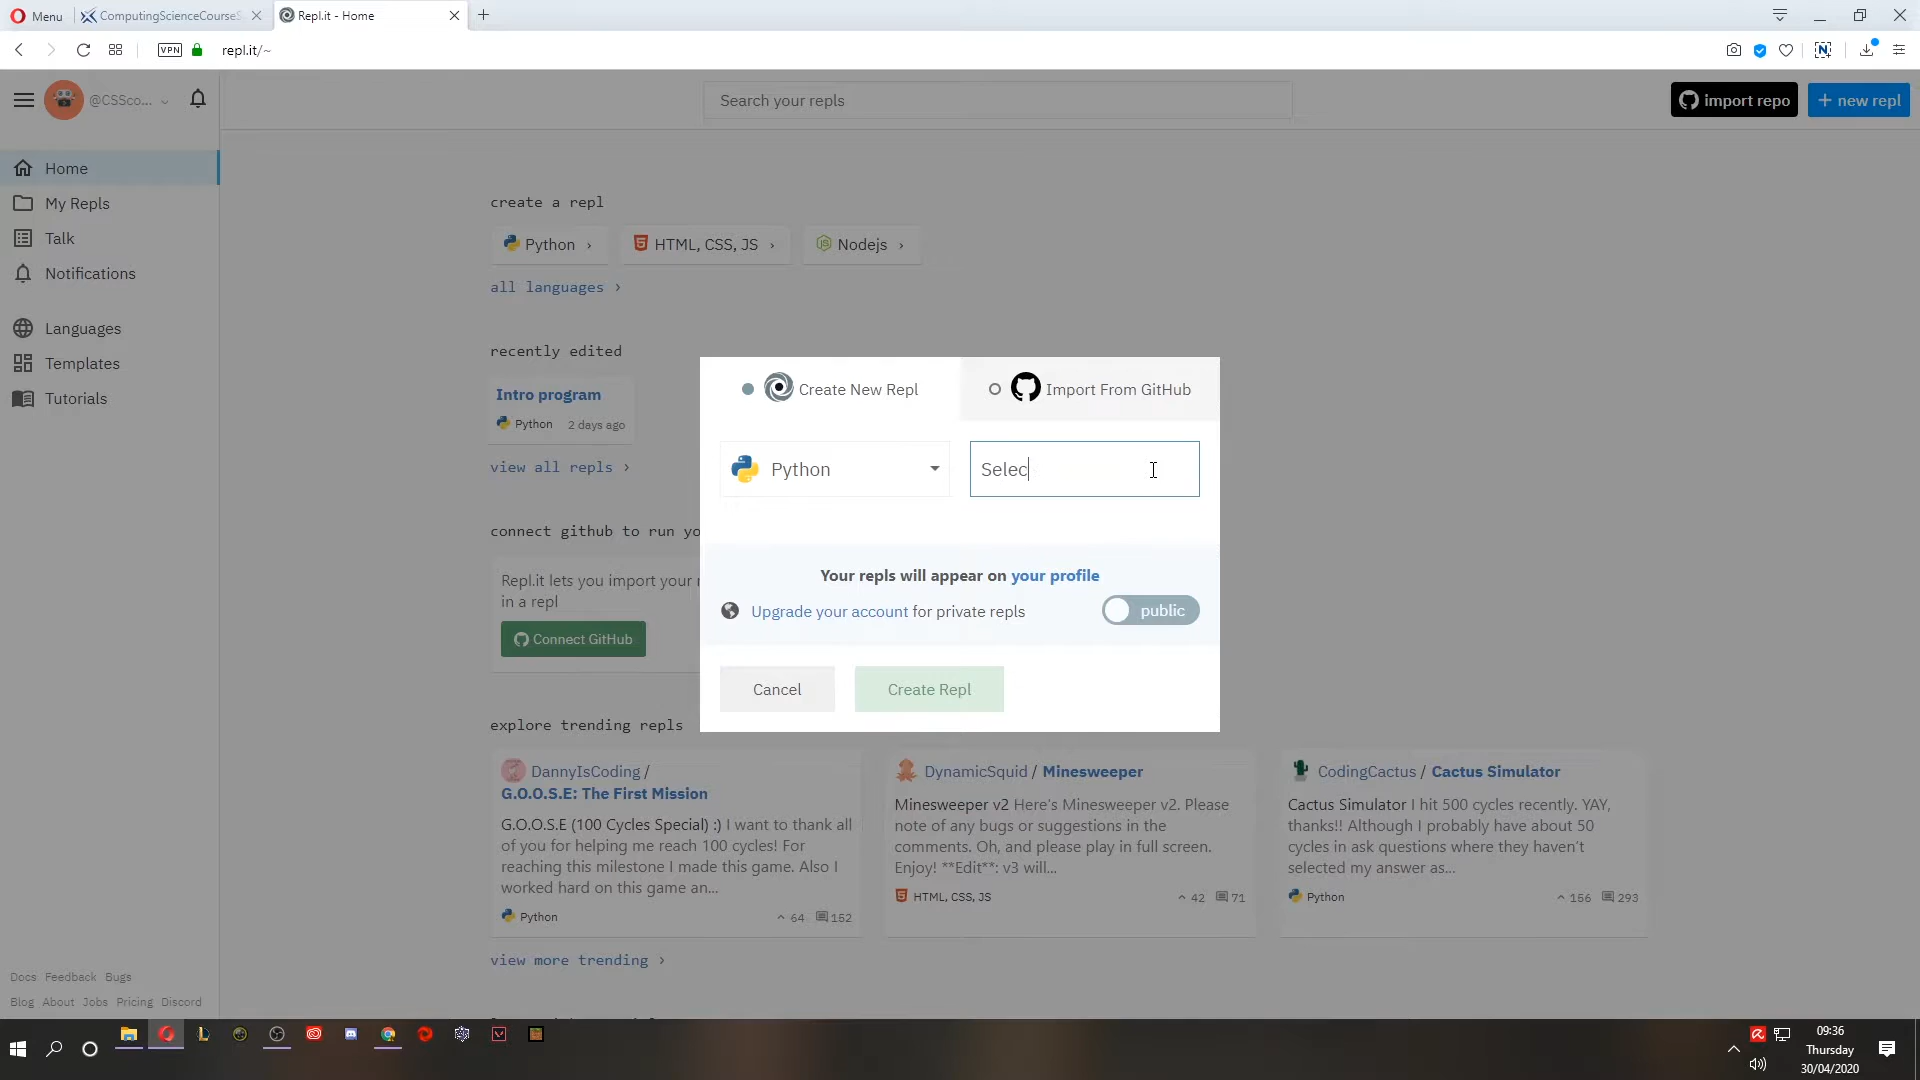 Menu
ComputingScienceCourseS
Repl.it - Home
VPN
repl.it/~
@CSSco...
Search your repls
import repo
+ new repl
Home
My Repls
Talk
Notifications
Languages
Templates
Tutorials
create a repl
Python ›
HTML, CSS, JS ›
Nodejs ›
all languages ›
recently edited
Intro program
Python 2 days ago
view all repls ›
connect github to run yo
Repl.it lets you import your
in a repl
Connect GitHub
Create New Repl
Import From GitHub
Python
Selec
Your repls will appear on your profile
Upgrade your account for private repls
public
Cancel
Create Repl
explore trending repls
DannyIsCoding /
G.O.O.S.E: The First Mission
G.O.O.S.E (100 Cycles Special) :) I want to thank all
of you for helping me reach 100 cycles! For
reaching this milestone I made this game. Also I
worked hard on this game an...
Python
64 152
DynamicSquid / Minesweeper
Minesweeper v2 Here's Minesweeper v2. Please
note of any bugs or suggestions in the
comments. Oh, and please play in full screen.
Enjoy! **Edit**: v3 will...
HTML, CSS, JS
42 71
CodingCactus / Cactus Simulator
Cactus Simulator I hit 500 cycles recently. YAY,
thanks!! Although I probably have about 50
cycles in ask questions where they haven't
selected my answer as...
Python
156 293
view more trending ›
Docs Feedback Bugs
Blog About Jobs Pricing Discord
09:36
Thursday
30/04/2020